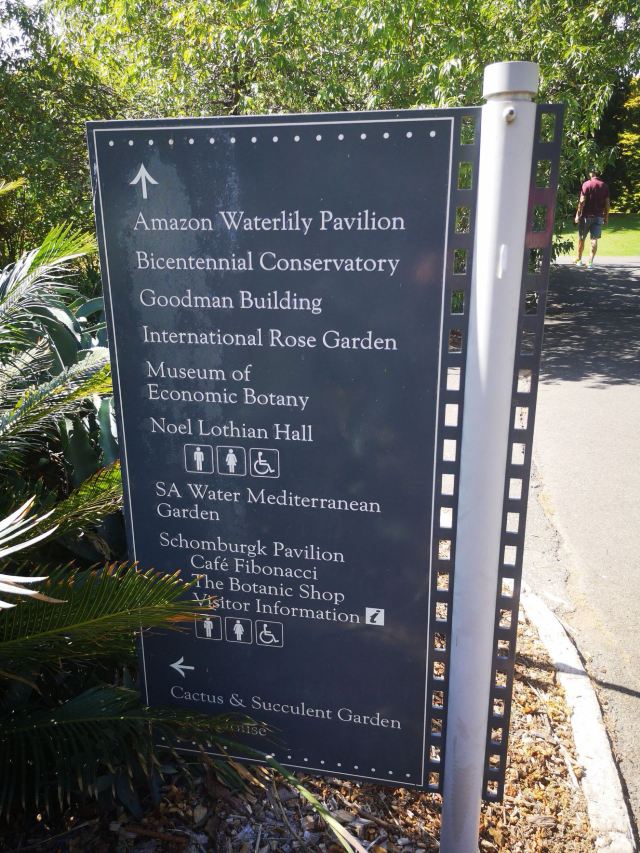 Amazon Waterlily Pavilion
Bicentennial Conservatory
Goodman Building
International Rose Garden
Museum of
Economic Botany
Noel Lothian Hall
SA Water Mediterranean
Garden
Schomburgk Pavilion
Café Fibonacci
The Botanic Shop
Visitor Information i
Cactus & Succulent Garden